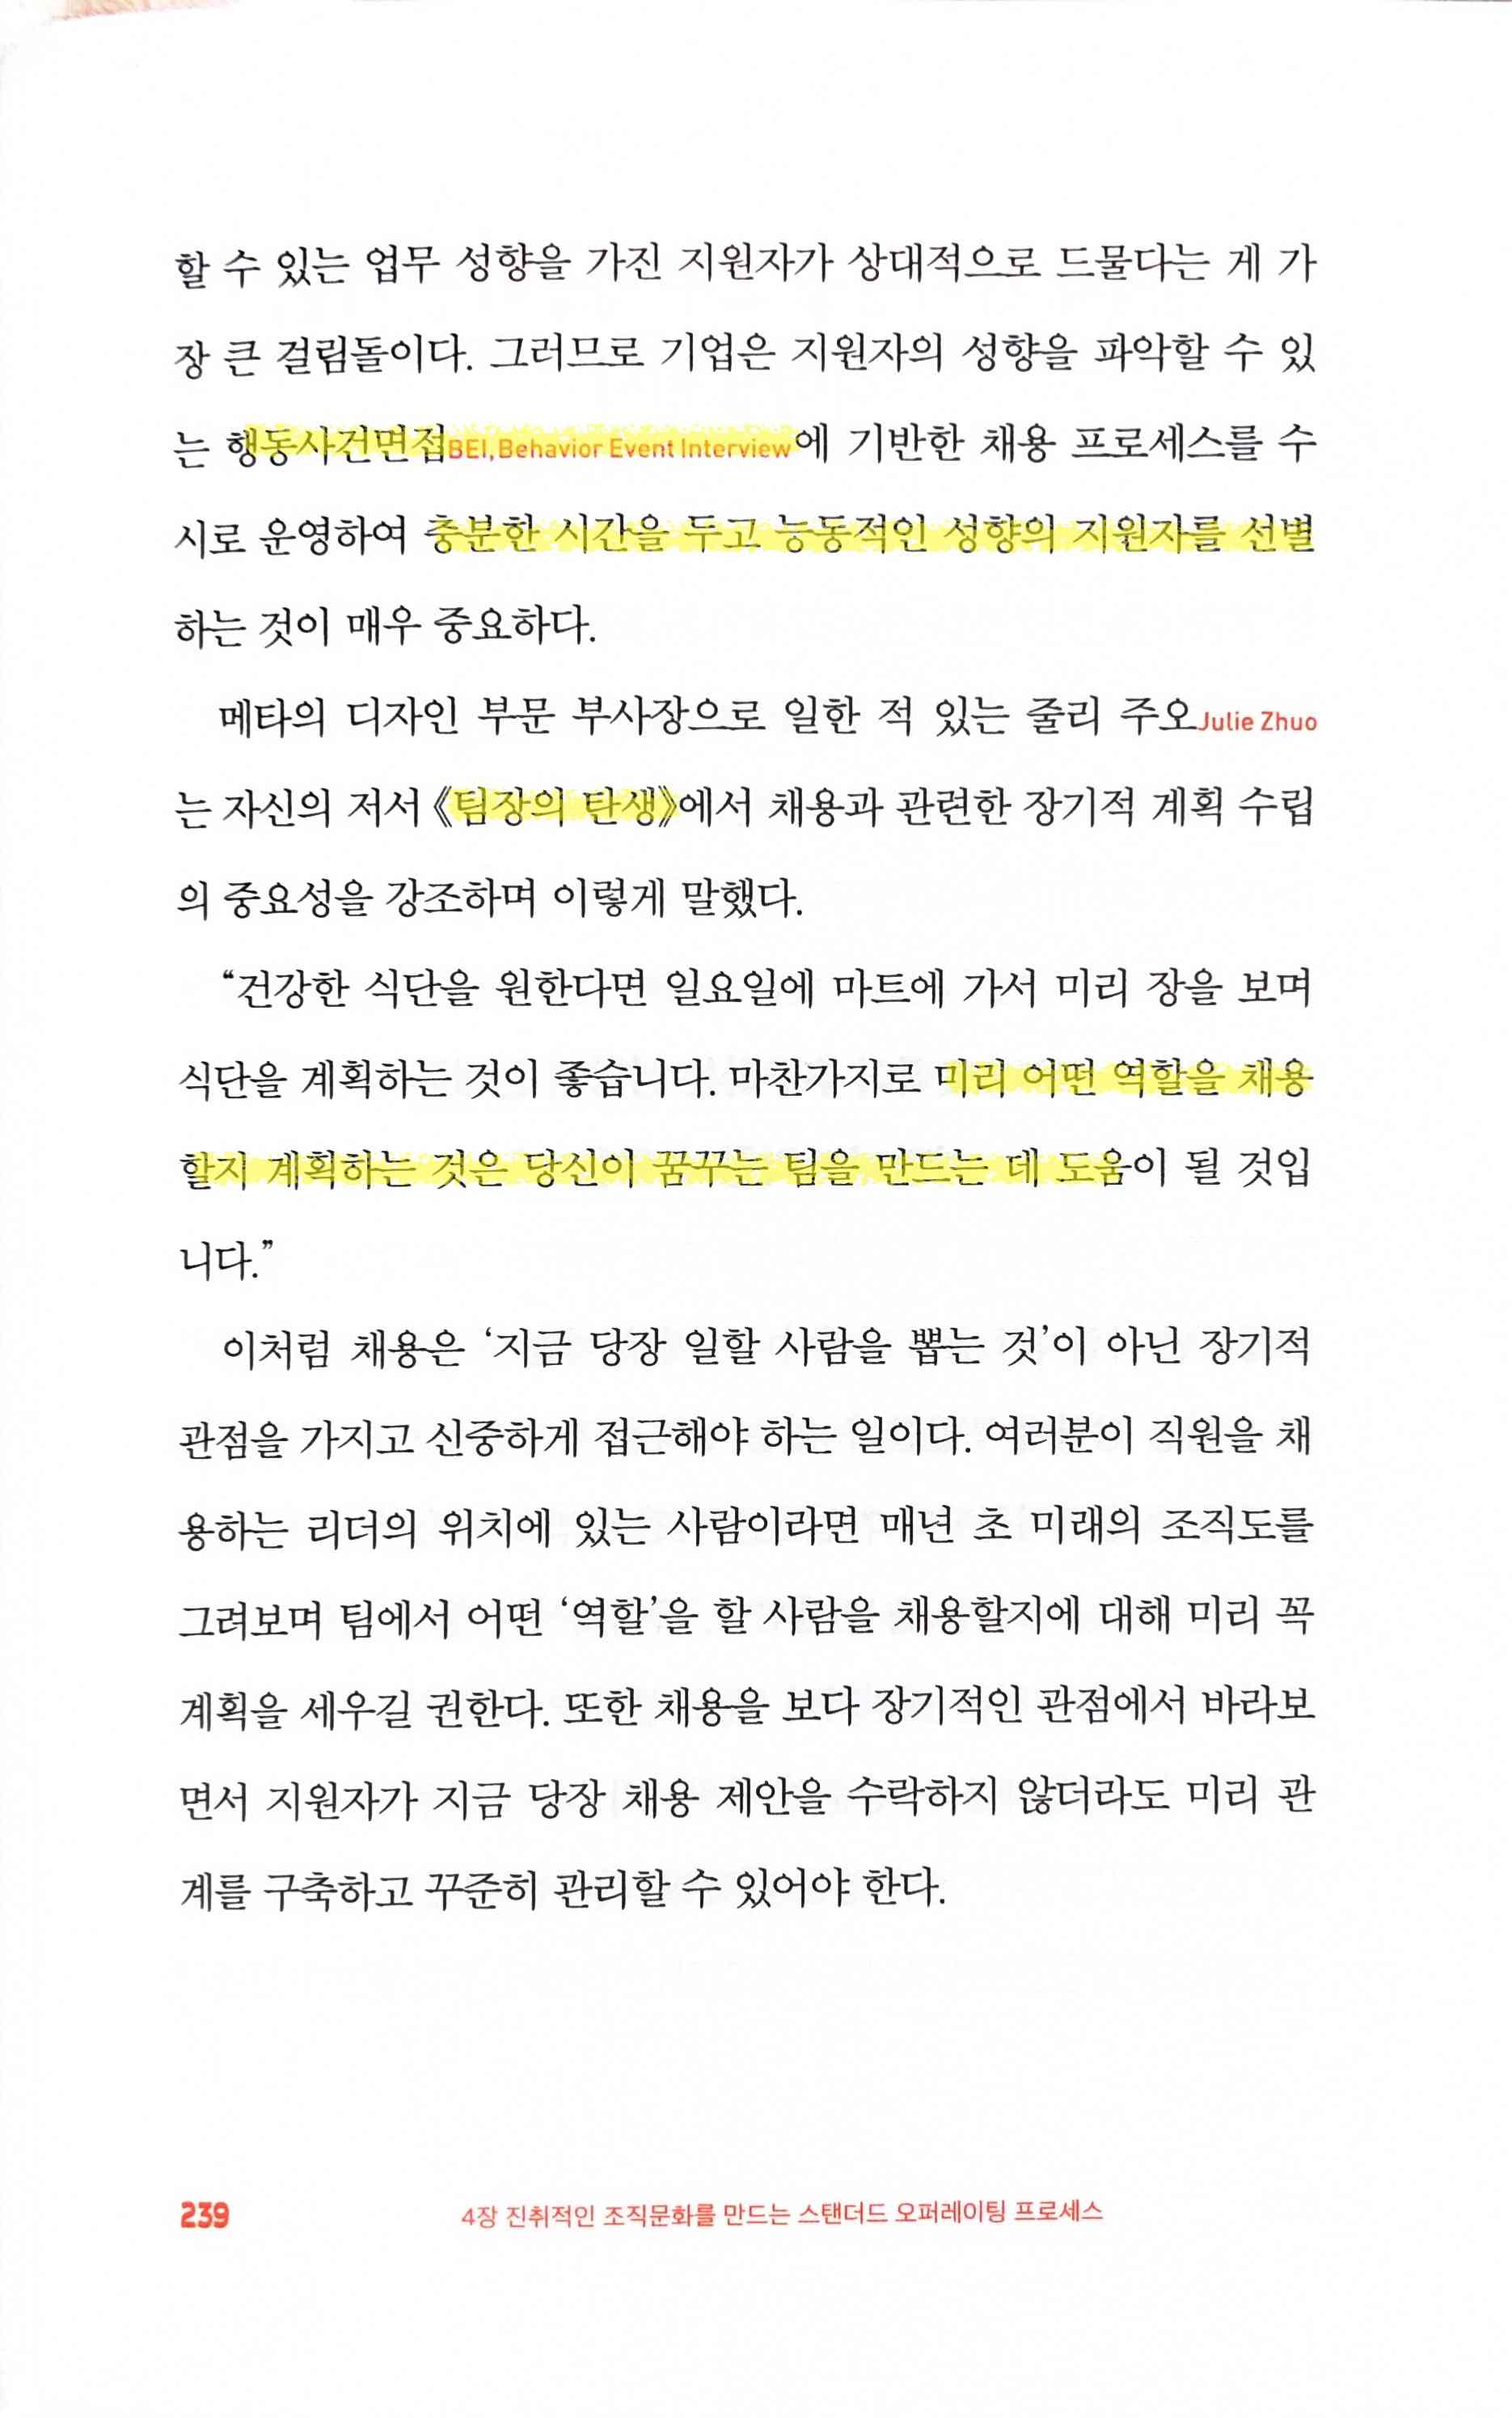 할 수 있는 업무 성향을 가진 지원자가 상대적으로 드물다는 게 가
장 큰 걸림돌이다. 그러므로 기업은 지원자의 성향을 파악할 수 있
는 행동사건면접BEI, Behavior Event Interview에 기반한 채용 프로세스를 수
시로 운영하여 충분한 시간을 두고 능동적인 성향의 지원자를 선별
하는 것이 매우 중요하다.
메타의 디자인 부문 부사장으로 일한 적 있는 줄리 주오Julie Zhuo
는 자신의 저서 《팀장의 탄생》에서 채용과 관련한 장기적 계획 수립
의 중요성을 강조하며 이렇게 말했다.
“건강한 식단을 원한다면 일요일에 마트에 가서 미리 장을 보며
식단을 계획하는 것이 좋습니다. 마찬가지로 미리 어떤 역할을 채용
할지 계획하는 것은 당신이 꿈꾸는 팀을 만드는 데 도움이 될 것입
니다.”
이처럼 채용은 ‘지금 당장 일할 사람을 뽑는 것’이 아닌 장기적
관점을 가지고 신중하게 접근해야 하는 일이다. 여러분이 직원을 채
용하는 리더의 위치에 있는 사람이라면 매년 초 미래의 조직도를
그려보며 팀에서 어떤 ‘역할’을 할 사람을 채용할지에 대해 미리 꼭
계획을 세우길 권한다. 또한 채용을 보다 장기적인 관점에서 바라보
면서 지원자가 지금 당장 채용 제안을 수락하지 않더라도 미리 관
계를 구축하고 꾸준히 관리할 수 있어야 한다.
239 4장 진취적인 조직문화를 만드는 스탠더드 오퍼레이팅 프로세스